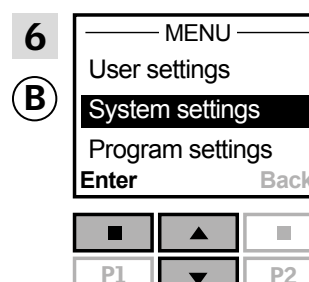 6
B
MENU
User settings
System settings
Program settings
Enter Back
P1 P2